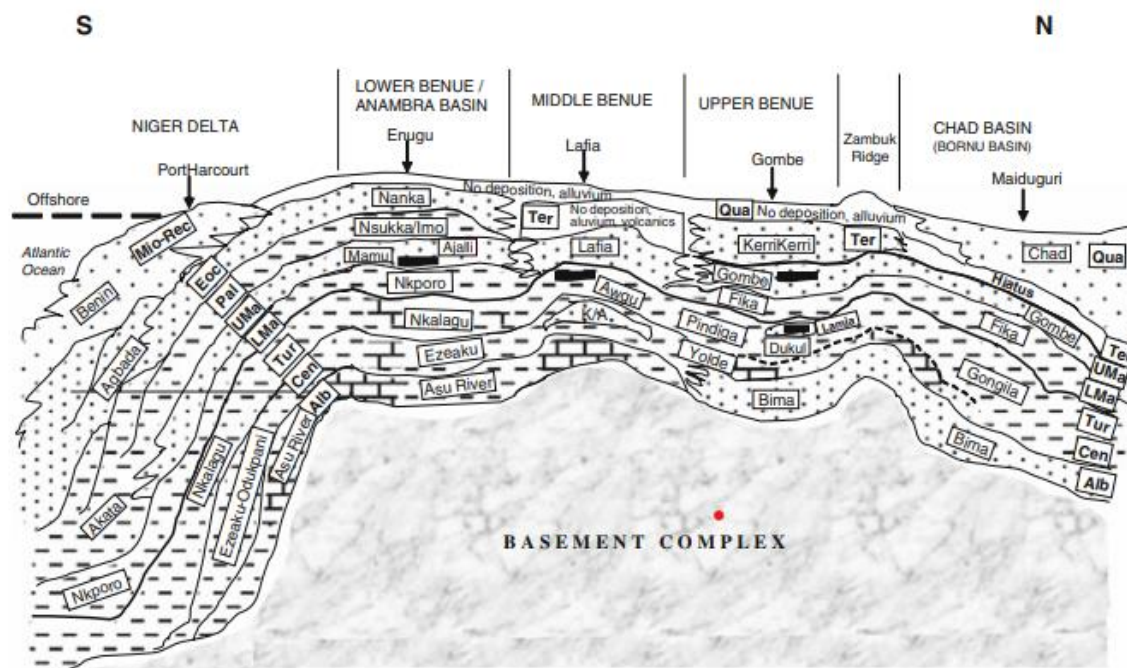 S
N
NIGER DELTA
LOWER BENUE /
ANAMBRA BASIN
MIDDLE BENUE
UPPER BENUE
Zambuk
Ridge
CHAD BASIN
(BORNU BASIN)
PortHarcourt
Enugu
Lafia
Gombe
Maiduguri
Offshore
Atlantic
Ocean
Mio-Rec
Eoc
Pal
UMa
LMa
Tur
Cen
Alb
Benin
Agbada
Akata
Nkporo
Nkalagu
Ezeaku-Odukpani
Asu River
Nanka
Nsukka/Imo
Mamu
Ajalli
Nkporo
Nkalagu
Ezeaku
Asu River
No deposition, alluvium
Ter
No deposition,
aluvium, volcanics
Lafia
Awgu
K/A.
Qua
No deposition, alluvium
KerriKerri
Gombe
Fika
Pindiga
Lamja
Dukul
Yolde
Bima
Ter
Chad
Qua
Hiatus
Gombe
Fika
Gongila
Bima
Te
UMa
LMa
Tur
Cen
Alb
BASEMENT COMPLEX